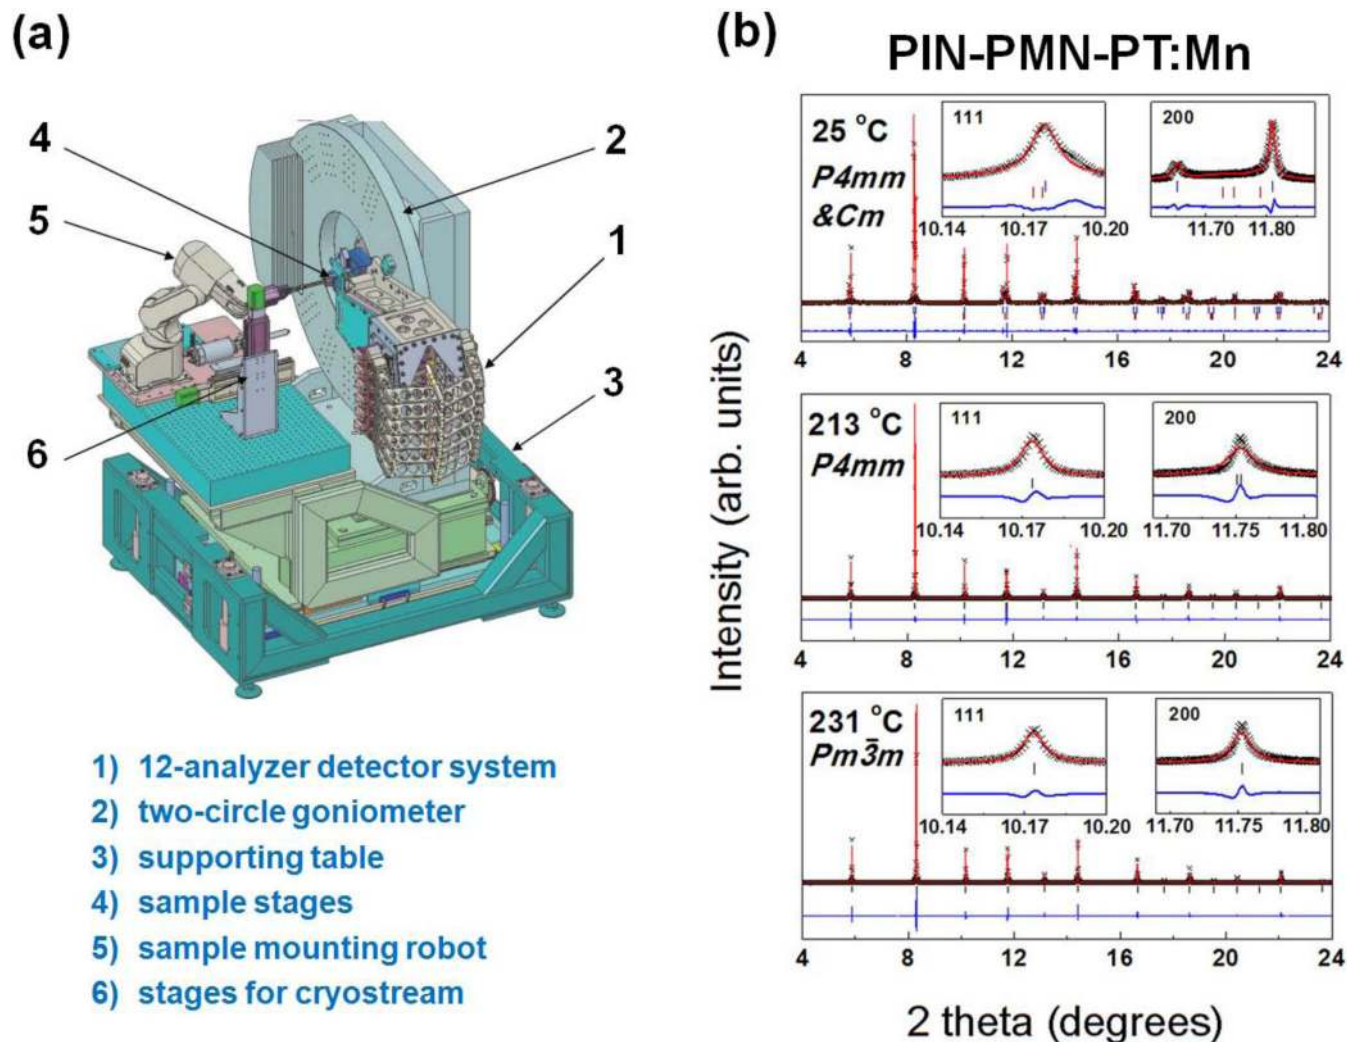 (a)
4
2
5
1
3
6
1) 12-analyzer detector system
2) two-circle goniometer
3) supporting table
4) sample stages
5) sample mounting robot
6) stages for cryostream
(b)
PIN-PMN-PT:Mn
Intensity (arb. units)
25 °C
P4mm
&Cm
111
10.14 10.17 10.20
200
11.70 11.80
4 8 12 16 20 24
213 °C
P4mm
111
10.14 10.17 10.20
200
11.70 11.75 11.80
4 8 12 16 20 24
231 °C
Pm3̄m
111
10.14 10.17 10.20
200
11.70 11.75 11.80
4 8 12 16 20 24
2 theta (degrees)